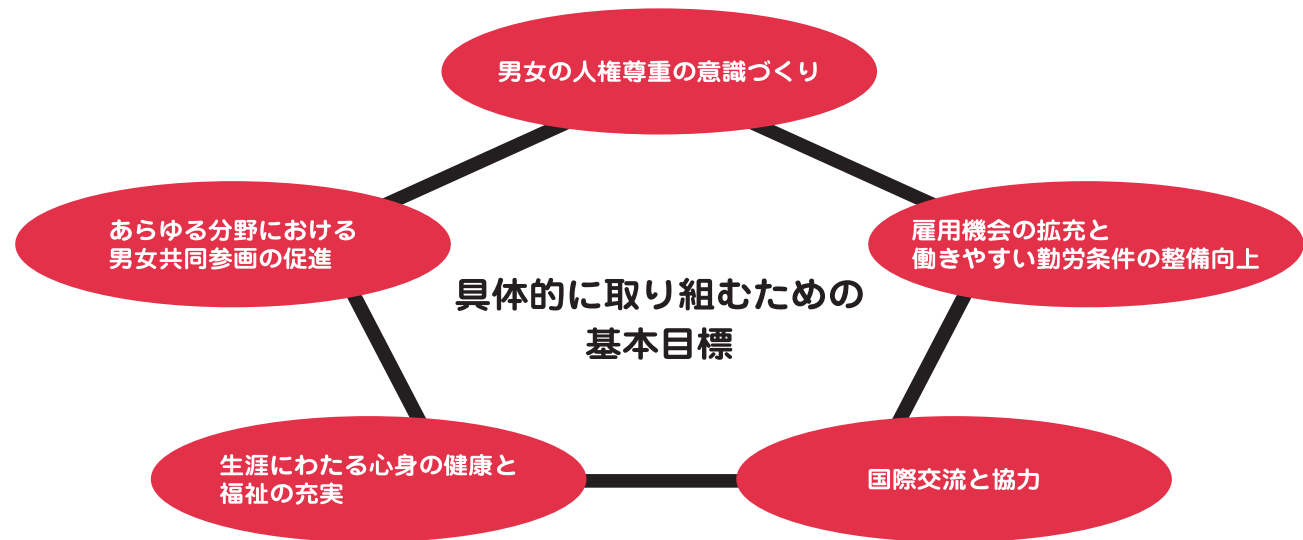 男女の人権尊重の意識づくり
あらゆる分野における
男女共同参画の促進
雇用機会の拡充と
働きやすい勤労条件の整備向上
具体的に取り組むための
基本目標
生涯にわたる心身の健康と
福祉の充実
国際交流と協力